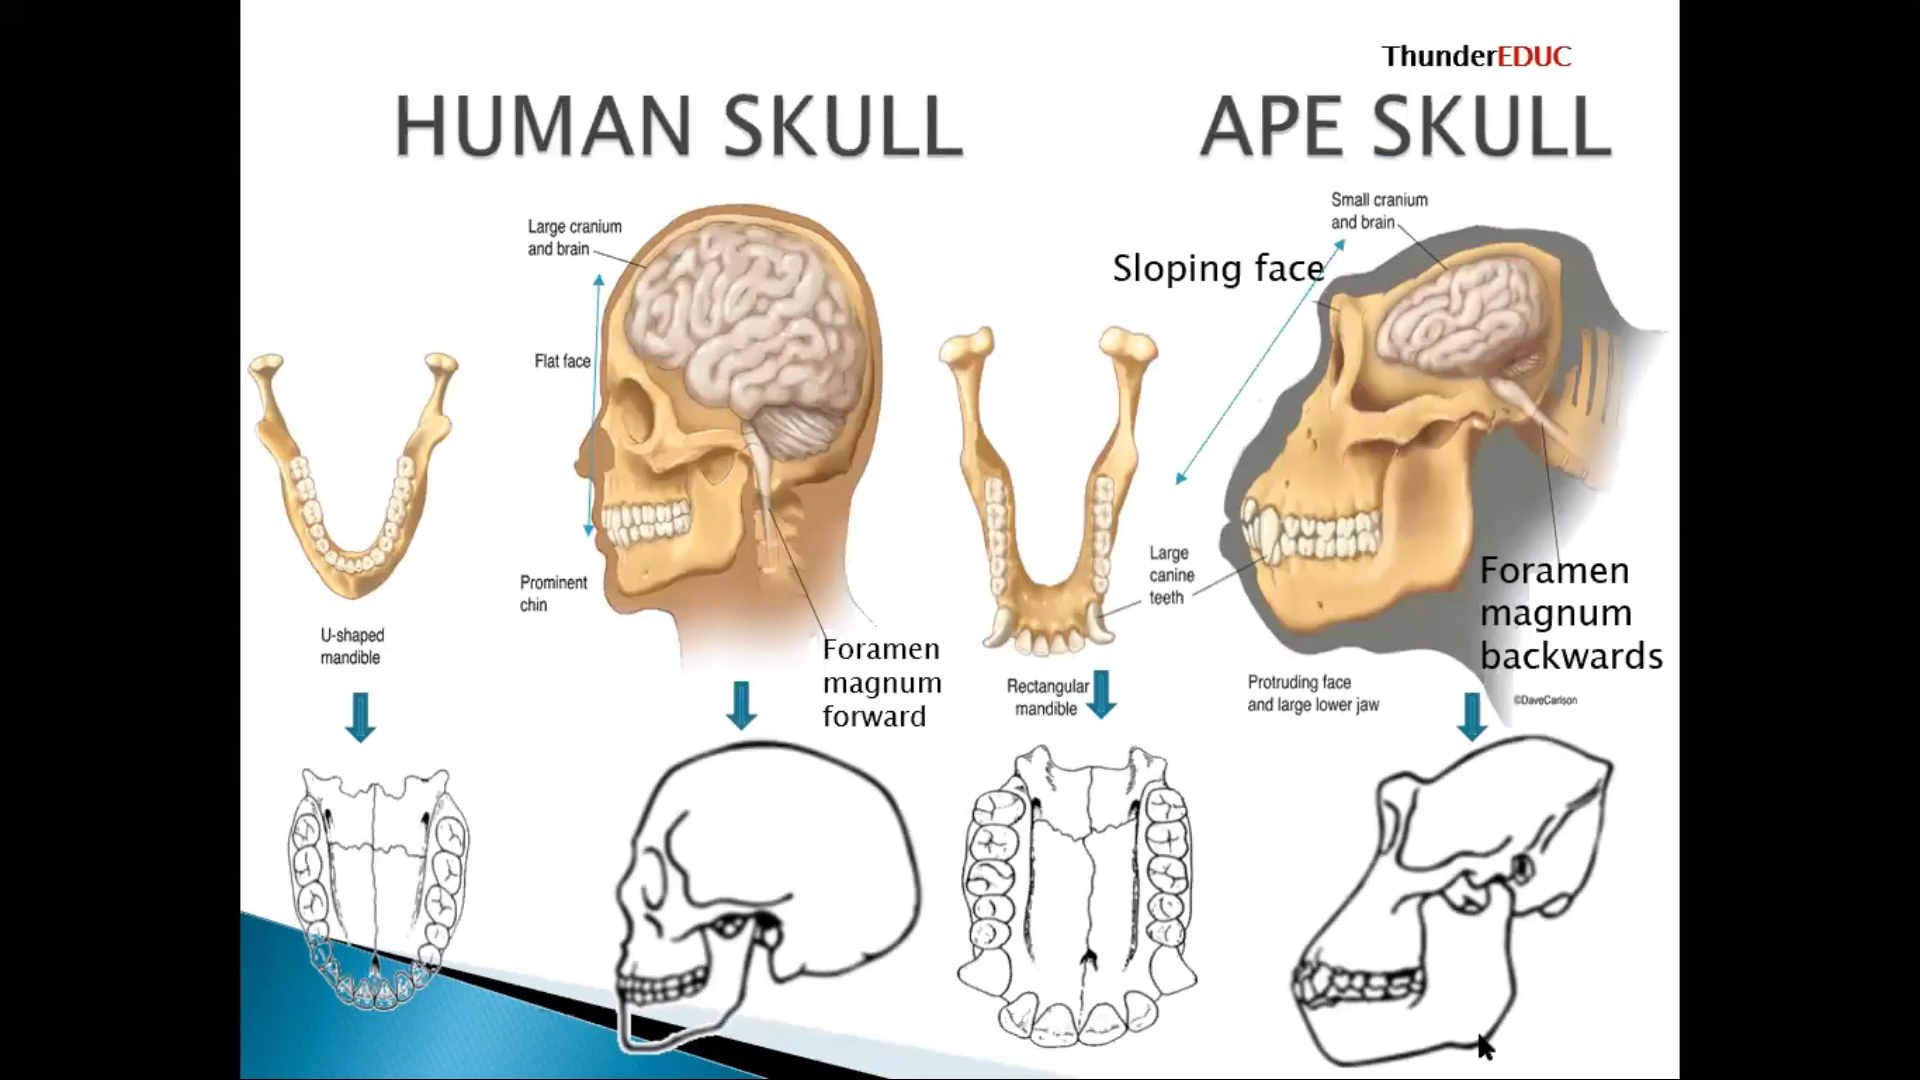 ThunderEDUC
HUMAN SKULL
APE SKULL
Large cranium
and brain
Flat face
Prominent
chin
U-shaped
mandible
Foramen
magnum
forward
Small cranium
and brain
Sloping face
Large
canine
teeth
Rectangular
mandible
Foramen
magnum
backwards
Protruding face
and large lower jaw
©DaveCarlson